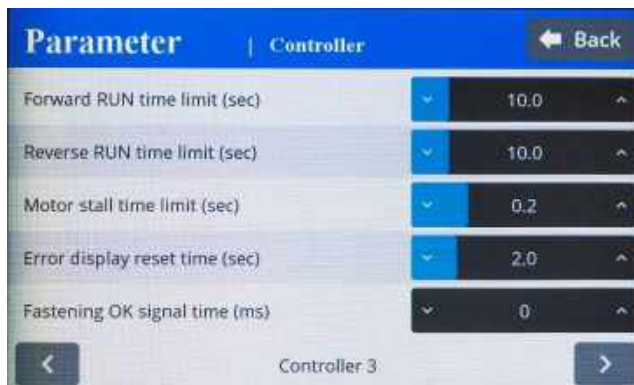 Parameter | Controller Back
Forward RUN time limit (sec) 10.0
Reverse RUN time limit (sec) 10.0
Motor stall time limit (sec) 0.2
Error display reset time (sec) 2.0
Fastening OK signal time (ms) 0
Controller 3